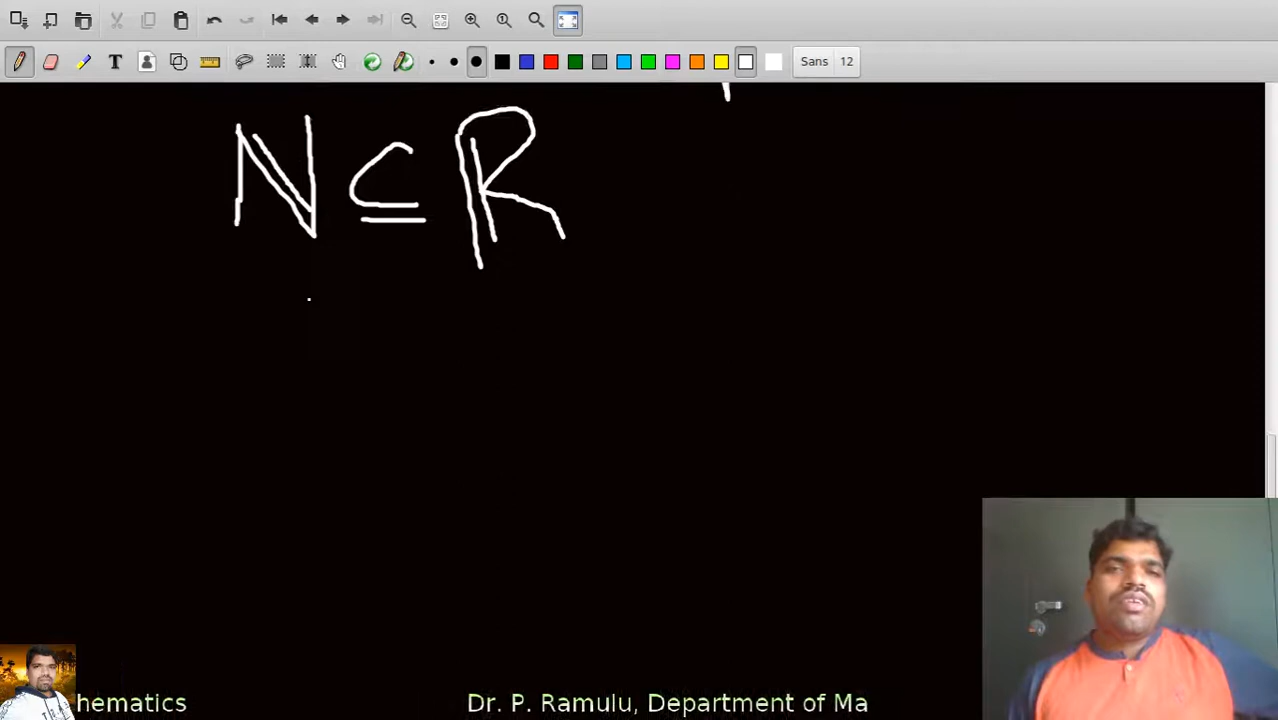 Sans 12
ℕ ⊆ ℝ
hematics Dr. P. Ramulu, Department of Ma